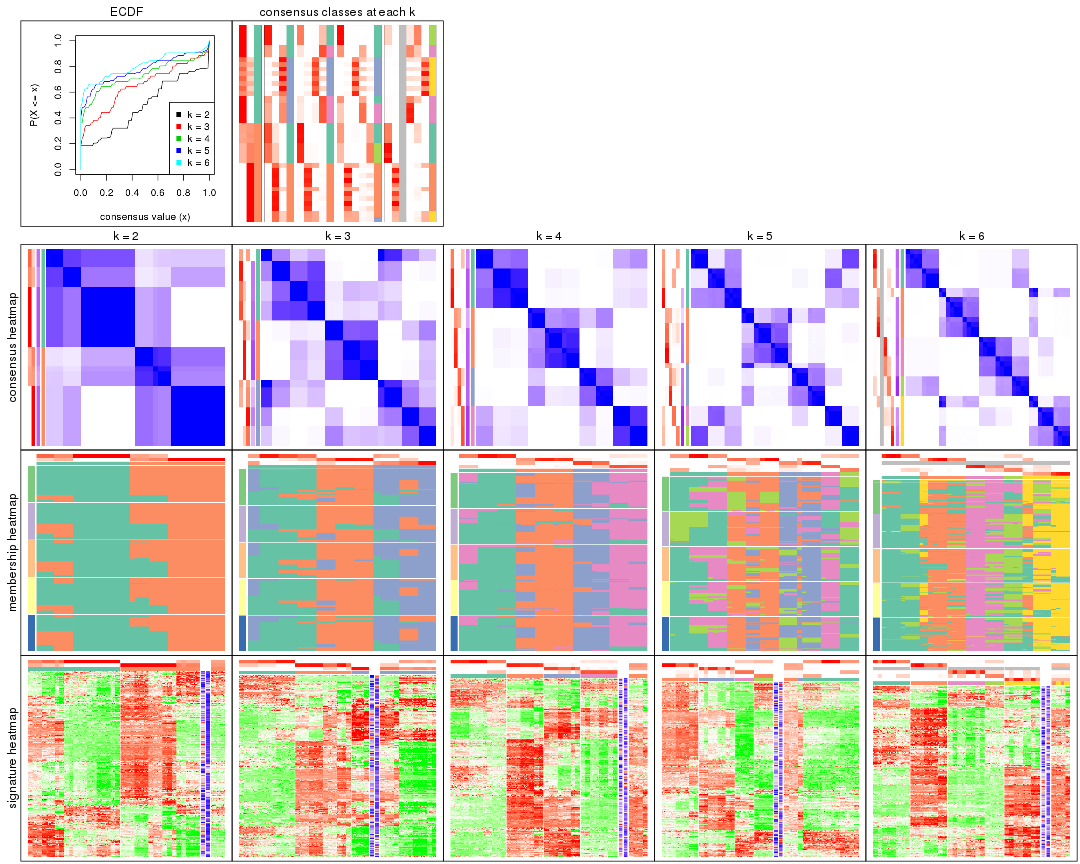 ECDF
consensus classes at each k
P(X <= x)
1.0
0.8
0.6
0.4
0.2
0.0
k = 2
k = 3
k = 4
k = 5
k = 6
0.0 0.2 0.4 0.6 0.8 1.0
consensus value (x)
k = 2
k = 3
k = 4
k = 5
k = 6
consensus heatmap
membership heatmap
signature heatmap